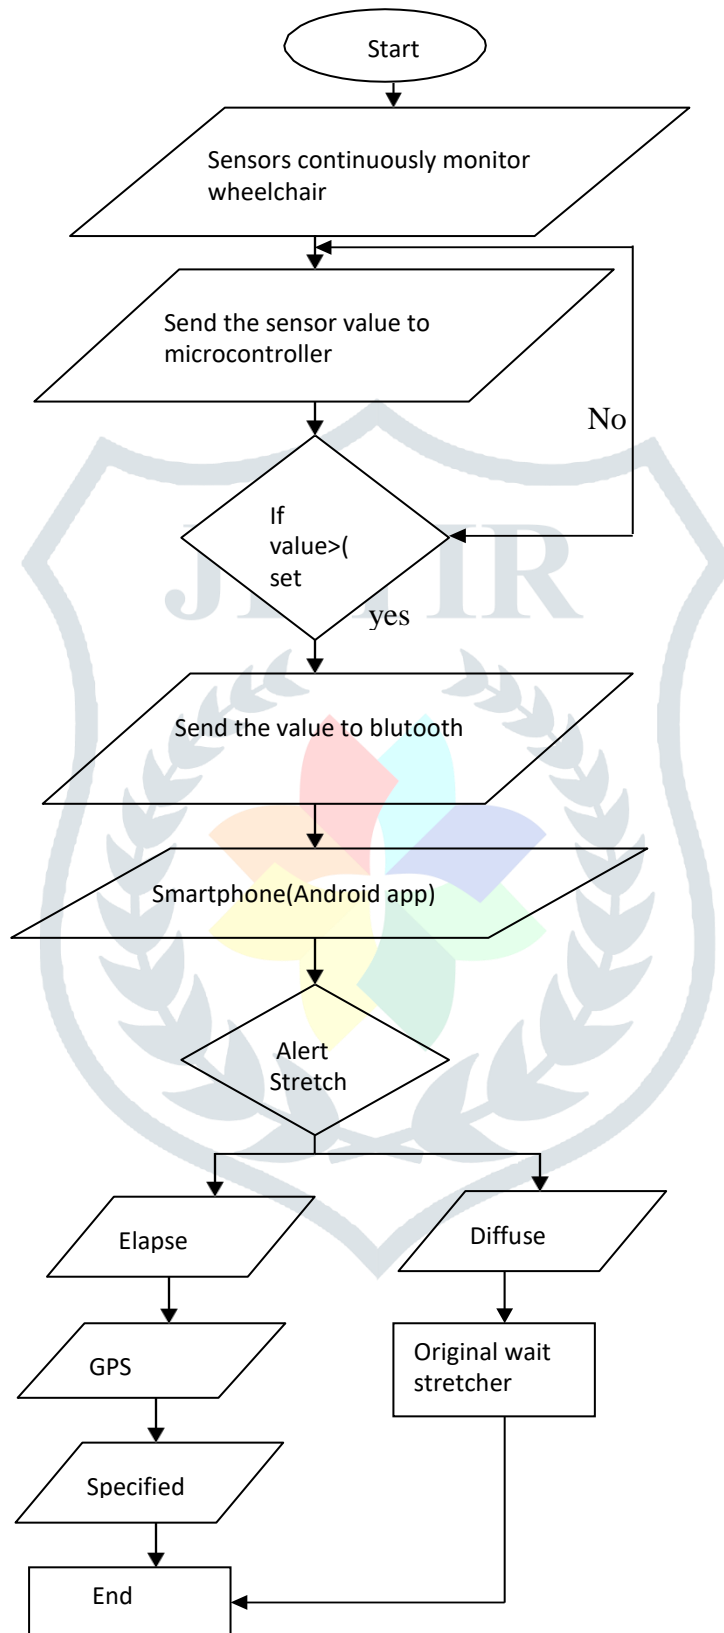 Start
Sensors continuously monitor
wheelchair
Send the sensor value to
microcontroller
No
If
value>(
set
yes
Send the value to blutooth
Smartphone(Android app)
Alert
Stretch
Elapse
Diffuse
GPS
Original wait
stretcher
Specified
End